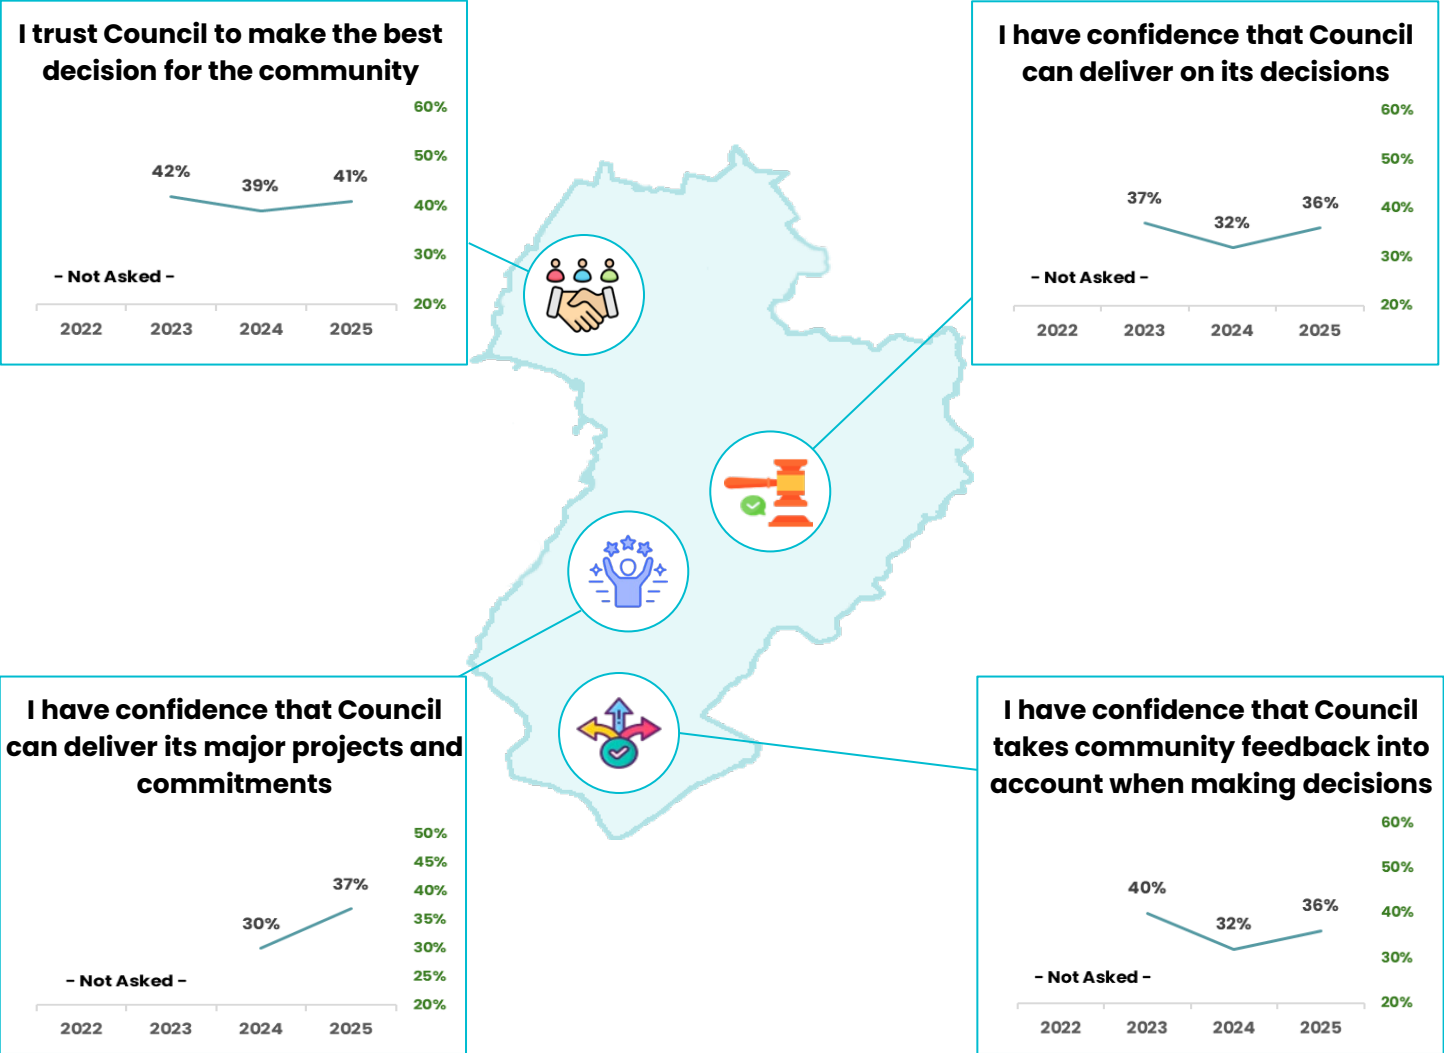 I trust Council to make the best
decision for the community
60%
50%
40%
30%
20%
42%
39%
41%
- Not Asked -
2022 2023 2024 2025
I have confidence that Council
can deliver on its decisions
60%
50%
40%
30%
20%
37%
32%
36%
- Not Asked -
2022 2023 2024 2025
I have confidence that Council
can deliver its major projects and
commitments
50%
45%
40%
35%
30%
25%
20%
37%
30%
- Not Asked -
2022 2023 2024 2025
I have confidence that Council
takes community feedback into
account when making decisions
60%
50%
40%
30%
20%
40%
32%
36%
- Not Asked -
2022 2023 2024 2025